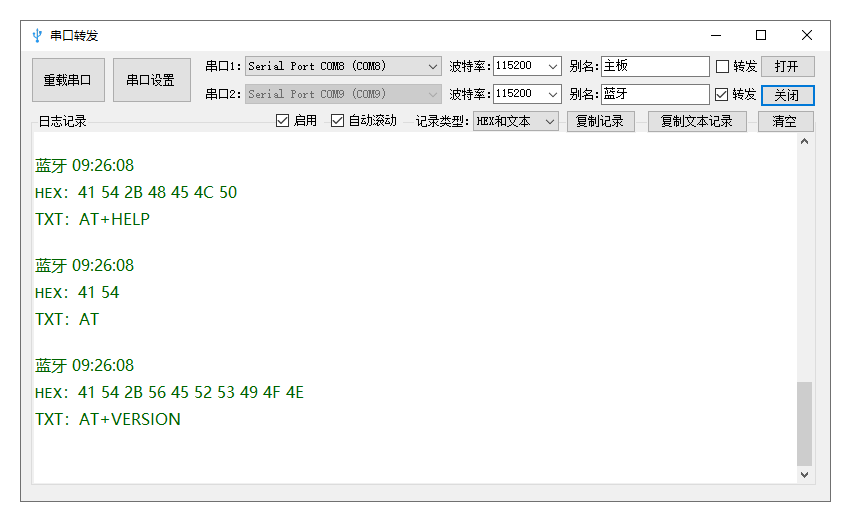 串口转发
重载串口 串口设置 串口1: Serial Port COM8 (COM8) 波特率: 115200 别名: 主板 转发 打开
串口2: Serial Port COM9 (COM9) 波特率: 115200 别名: 蓝牙 转发 关闭
日志记录 启用 自动滚动 记录类型: HEX和文本 复制记录 复制文本记录 清空
蓝牙 09:26:08
HEX: 41 54 2B 48 45 4C 50
TXT: AT+HELP
蓝牙 09:26:08
HEX: 41 54
TXT: AT
蓝牙 09:26:08
HEX: 41 54 2B 56 45 52 53 49 4F 4E
TXT: AT+VERSION